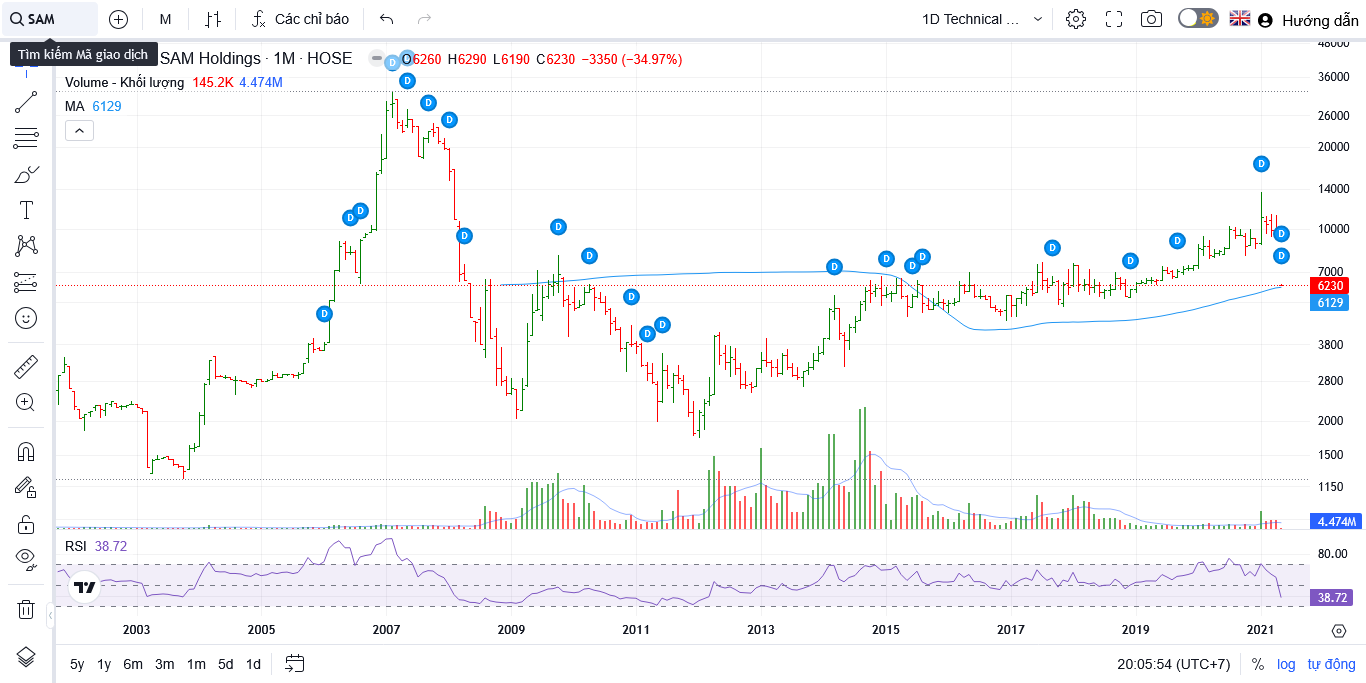 SAM
M
Các chỉ báo
1D Technical ...
Hướng dẫn
Tìm kiếm Mã giao dịch
SAM Holdings · 1M · HOSE
O6260 H6290 L6190 C6230 −3350 (−34.97%)
Volume - Khối lượng 145.2K 4.474M
MA 6129
D D D D D D D D D D D D D D D D D D D D D D D D
48000
36000
26000
20000
14000
10000
7000
6230
6129
3800
2800
2000
1500
1150
4.474M
RSI 38.72
80.00
38.72
2003 2005 2007 2009 2011 2013 2015 2017 2019 2021
5y 1y 6m 3m 1m 5d 1d
20:05:54 (UTC+7) % log tự động